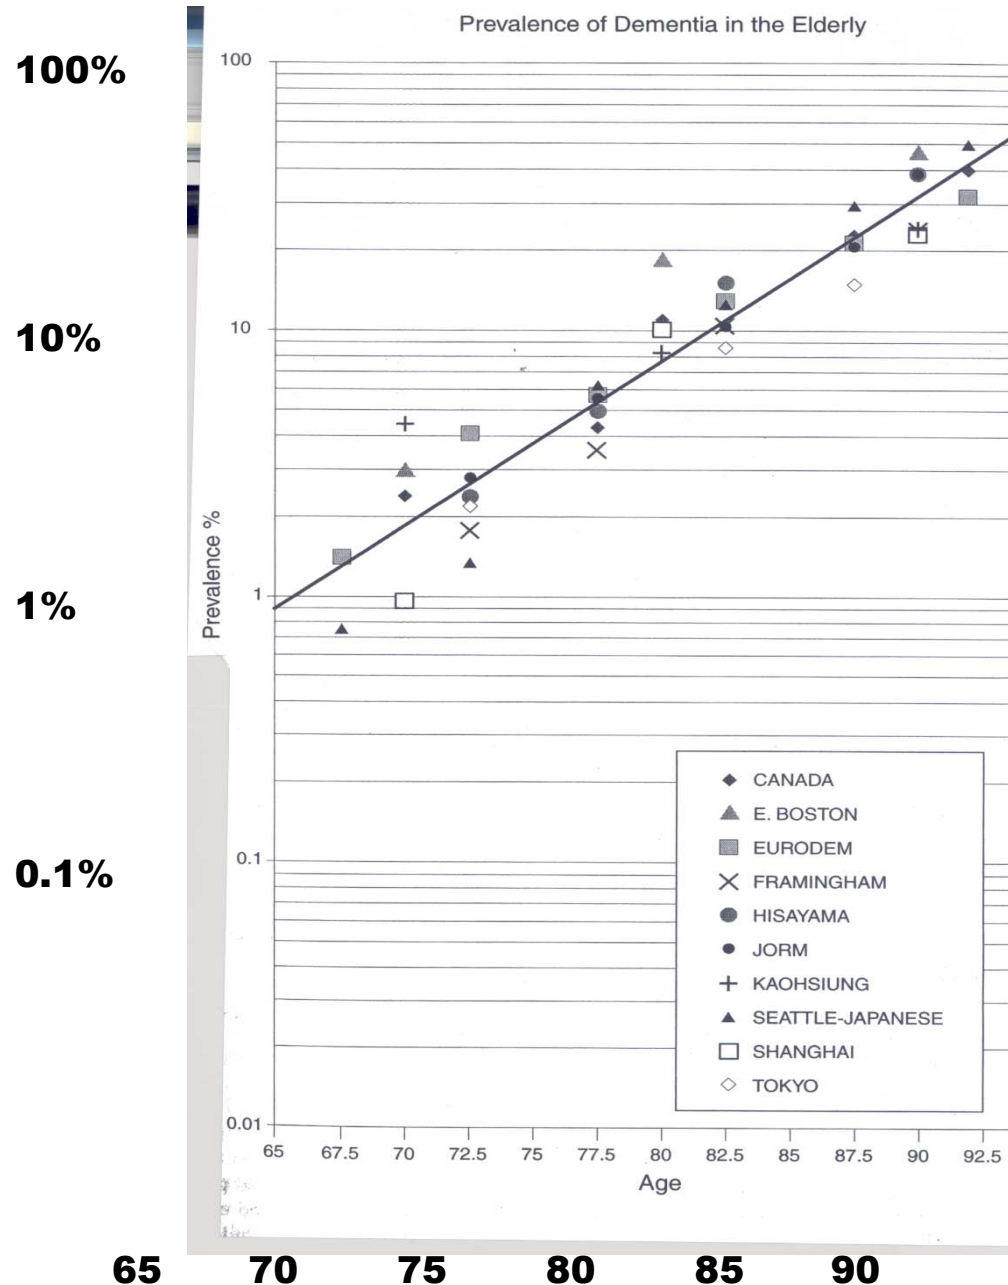 Prevalence of Dementia in the Elderly
100%
100
10%
10
Prevalence %
1%
1
0.1%
0.1
0.01
CANADA
E. BOSTON
EURODEM
FRAMINGHAM
HISAYAMA
JORM
KAOHSIUNG
SEATTLE-JAPANESE
SHANGHAI
TOKYO
65 67.5 70 72.5 75 77.5 80 82.5 85 87.5 90 92.5
Age
65 70 75 80 85 90